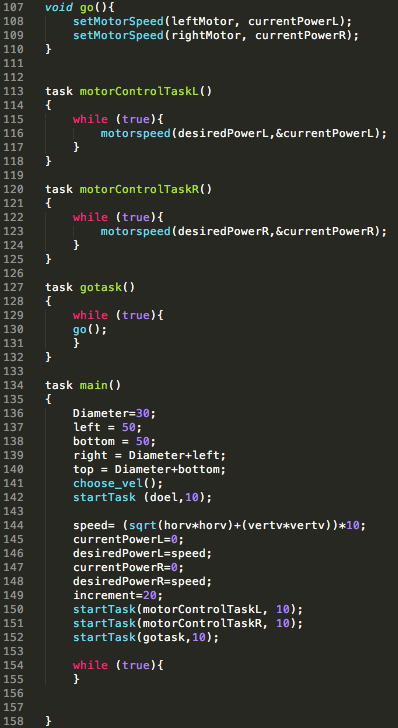 107 void go(){
108 setMotorSpeed(leftMotor, currentPowerL);
109 setMotorSpeed(rightMotor, currentPowerR);
110 }
111
112
113 task motorControlTaskL()
114 {
115 while (true){
116 motorspeed(desiredPowerL,&currentPowerL);
117 }
118 }
119
120 task motorControlTaskR()
121 {
122 while (true){
123 motorspeed(desiredPowerR,&currentPowerR);
124 }
125 }
126
127 task gotask()
128 {
129 while (true){
130 go();
131 }
132 }
133
134 task main()
135 {
136 Diameter=30;
137 left = 50;
138 bottom = 50;
139 right = Diameter+left;
140 top = Diameter+bottom;
141 choose_vel();
142 startTask (doel,10);
143
144 speed= (sqrt(horv*horv)+(vertv*vertv))*10;
145 currentPowerL=0;
146 desiredPowerL=speed;
147 currentPowerR=0;
148 desiredPowerR=speed;
149 increment=20;
150 startTask(motorControlTaskL, 10);
151 startTask(motorControlTaskR, 10);
152 startTask(gotask,10);
153
154 while (true){
155 }
156
157
158 }